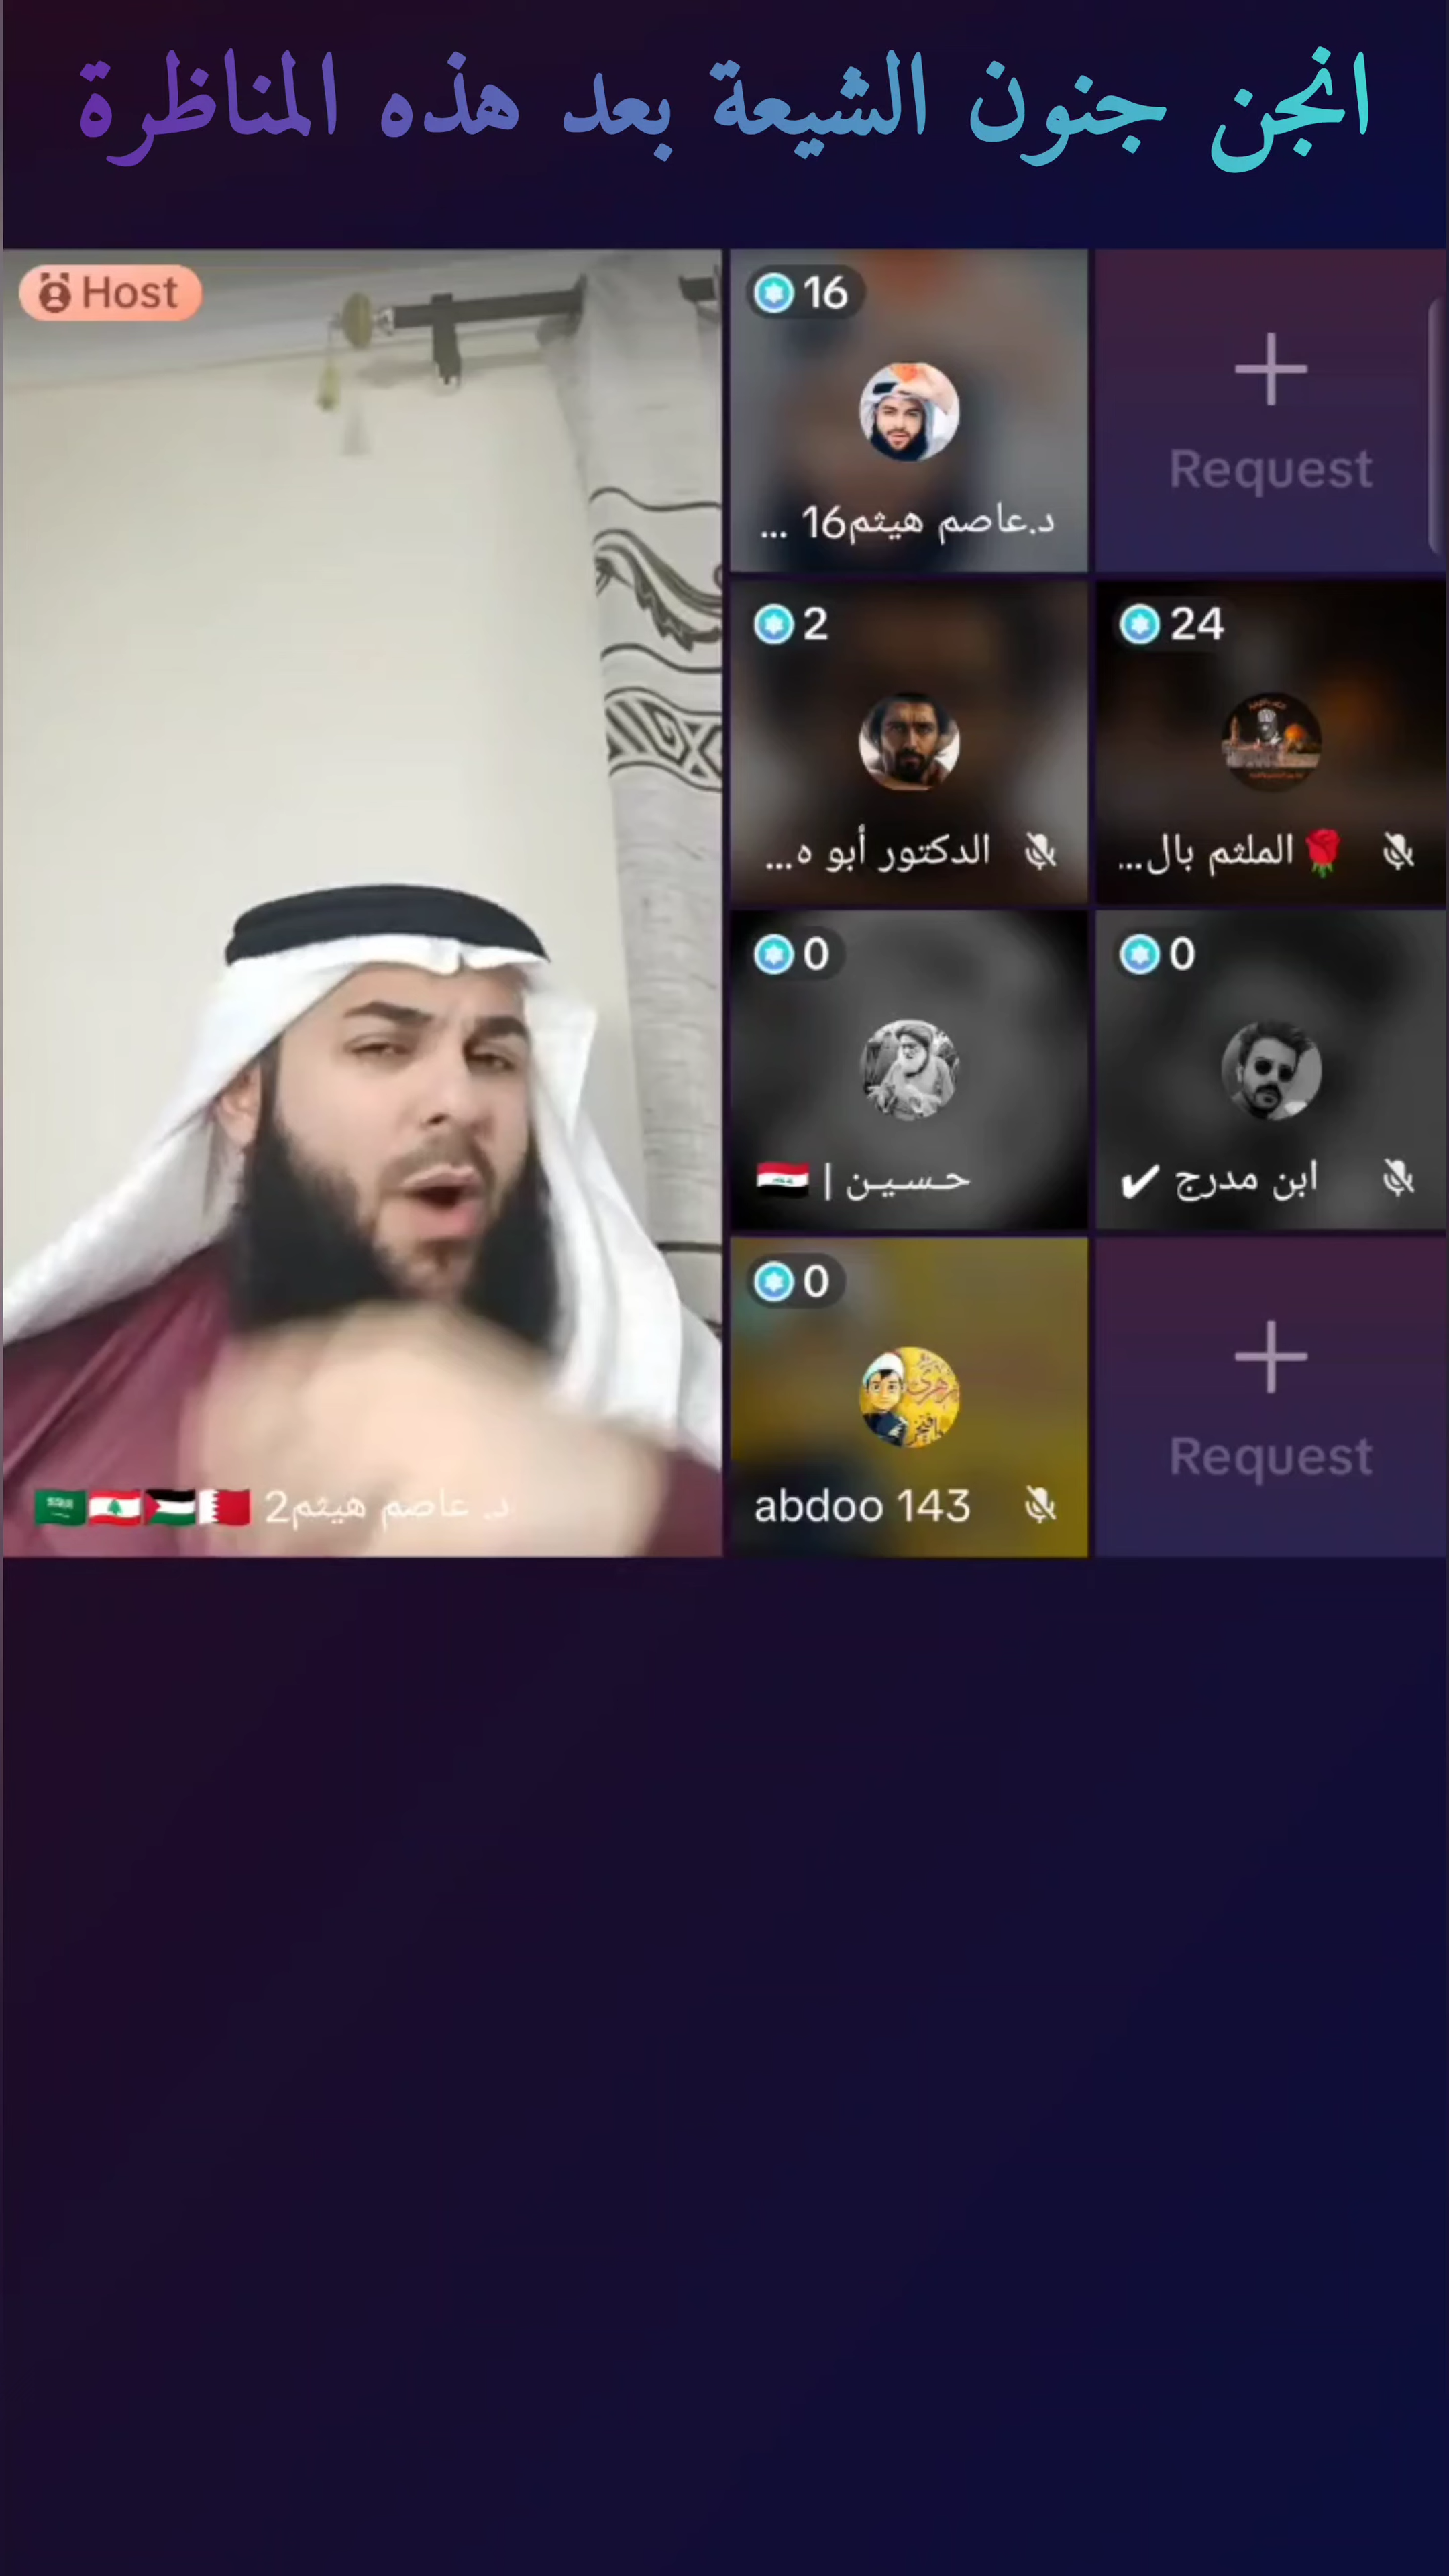 انجن جنون الشيعة بعد هذه المناظرة
Host
16
د.عاصم هيثم16 ...
Request
2
الدكتور أبو ه...
24
الملثم بال...
0
حسين |
0
ابن مدرج
0
abdoo 143
Request
د. عاصم هيثم2